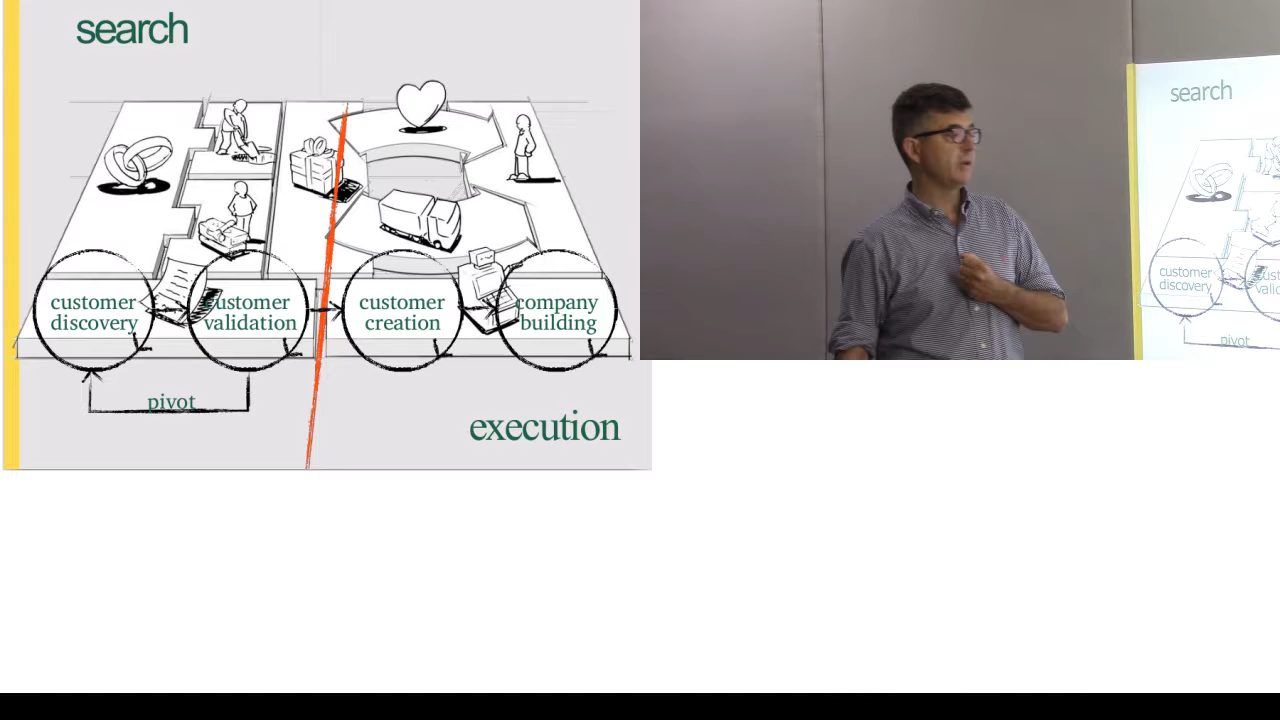 search
customer
discovery
customer
validation
customer
creation
company
building
pivot
execution
search
customer
discovery
pivot